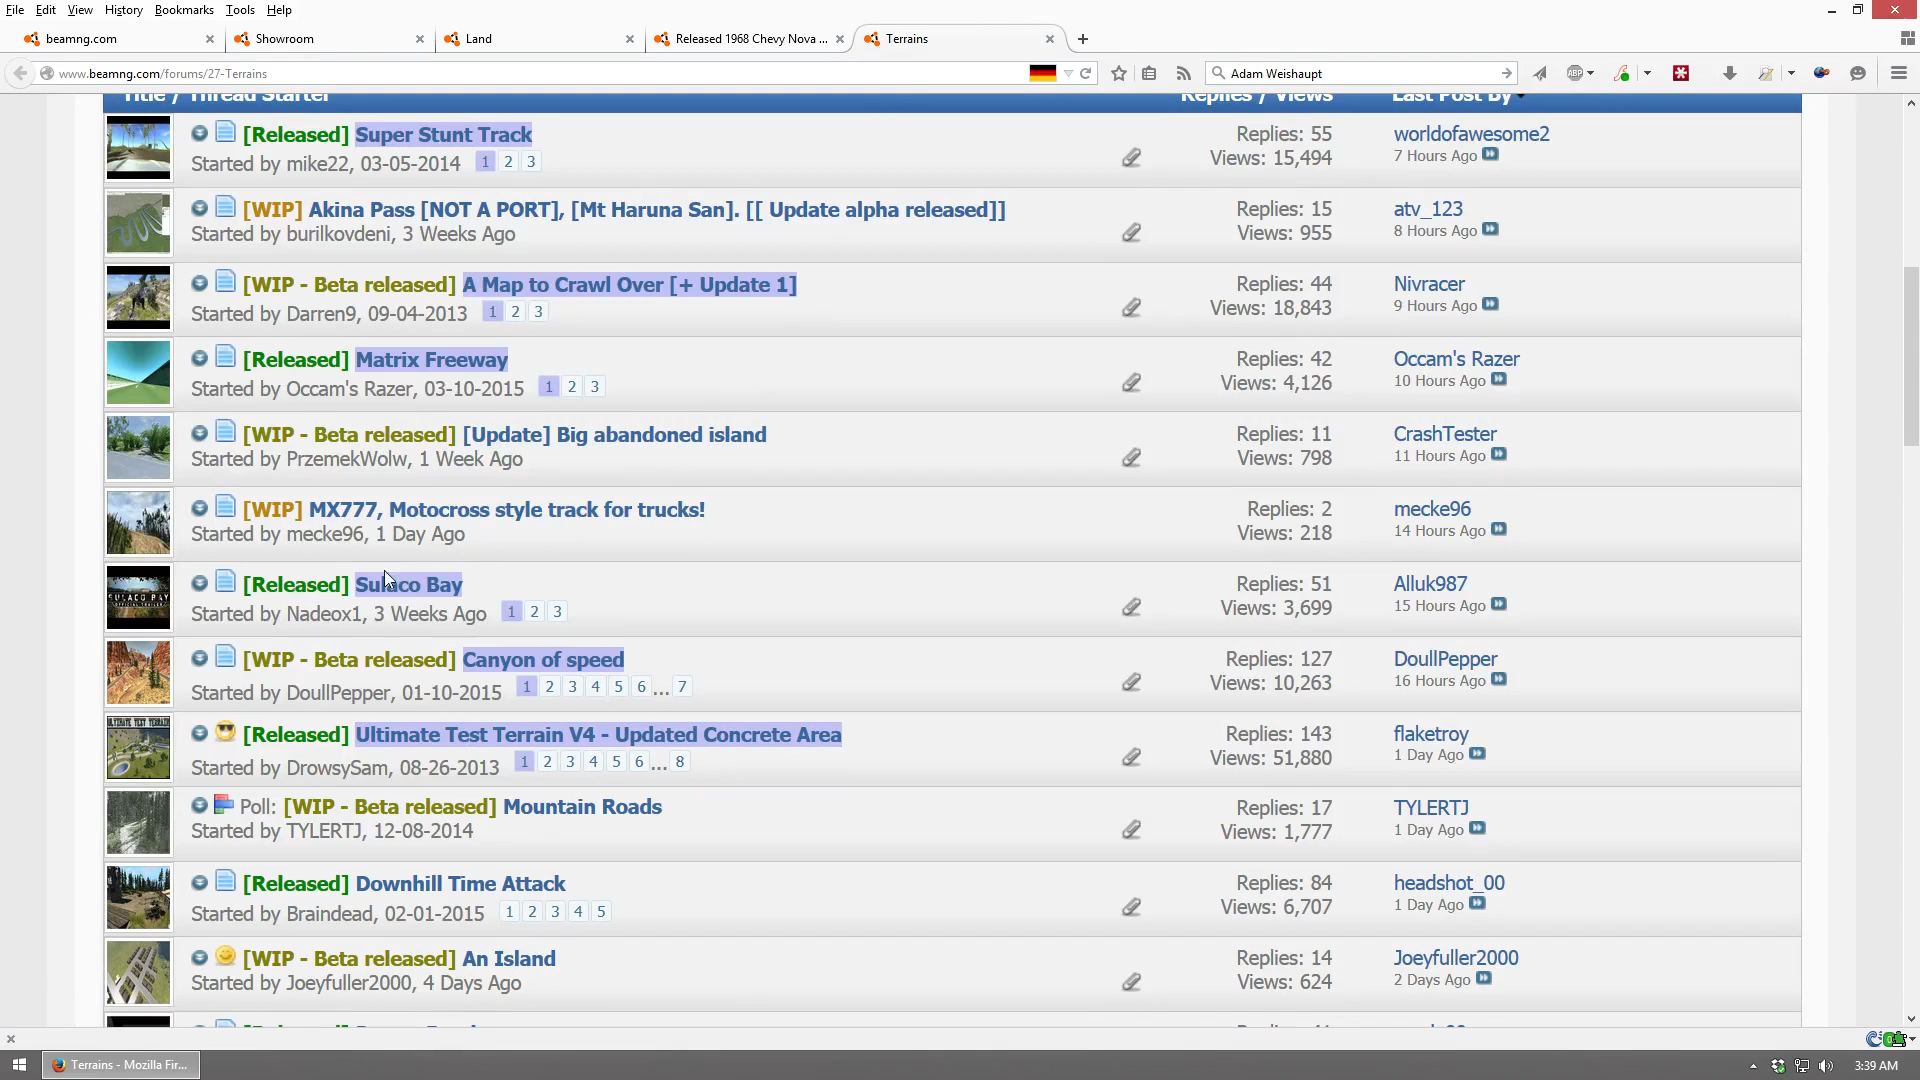 File Edit View History Bookmarks Tools Help
beamng.com Showroom Land Released 1968 Chevy Nova ... Terrains
www.beamng.com/forums/27-Terrains Adam Weishaupt
Title / Thread Starter Replies / Views Last Post By
[Released] Super Stunt Track Replies: 55 worldofawesome2
Started by mike22, 03-05-2014 1 2 3 Views: 15,494 7 Hours Ago
[WIP] Akina Pass [NOT A PORT], [Mt Haruna San]. [[ Update alpha released]] Replies: 15 atv_123
Started by burilkovdeni, 3 Weeks Ago Views: 955 8 Hours Ago
[WIP - Beta released] A Map to Crawl Over [+ Update 1] Replies: 44 Nivracer
Started by Darren9, 09-04-2013 1 2 3 Views: 18,843 9 Hours Ago
[Released] Matrix Freeway Replies: 42 Occam's Razer
Started by Occam's Razer, 03-10-2015 1 2 3 Views: 4,126 10 Hours Ago
[WIP - Beta released] [Update] Big abandoned island Replies: 11 CrashTester
Started by PrzemekWolw, 1 Week Ago Views: 798 11 Hours Ago
[WIP] MX777, Motocross style track for trucks! Replies: 2 mecke96
Started by mecke96, 1 Day Ago Views: 218 14 Hours Ago
[Released] Sulaco Bay Replies: 51 Alluk987
SULACO BAY Started by Nadeox1, 3 Weeks Ago 1 2 3 Views: 3,699 15 Hours Ago
[WIP - Beta released] Canyon of speed Replies: 127 DoullPepper
Started by DoullPepper, 01-10-2015 1 2 3 4 5 6 ... 7 Views: 10,263 16 Hours Ago
ULTIMATE TEST TERRAIN [Released] Ultimate Test Terrain V4 - Updated Concrete Area Replies: 143 flaketroy
Started by DrowsySam, 08-26-2013 1 2 3 4 5 6 ... 8 Views: 51,880 1 Day Ago
Poll: [WIP - Beta released] Mountain Roads Replies: 17 TYLERTJ
Started by TYLERTJ, 12-08-2014 Views: 1,777 1 Day Ago
[Released] Downhill Time Attack Replies: 84 headshot_00
Started by Braindead, 02-01-2015 1 2 3 4 5 Views: 6,707 1 Day Ago
[WIP - Beta released] An Island Replies: 14 Joeyfuller2000
Started by Joeyfuller2000, 4 Days Ago Views: 624 2 Days Ago
Terrains - Mozilla Fir... 3:39 AM